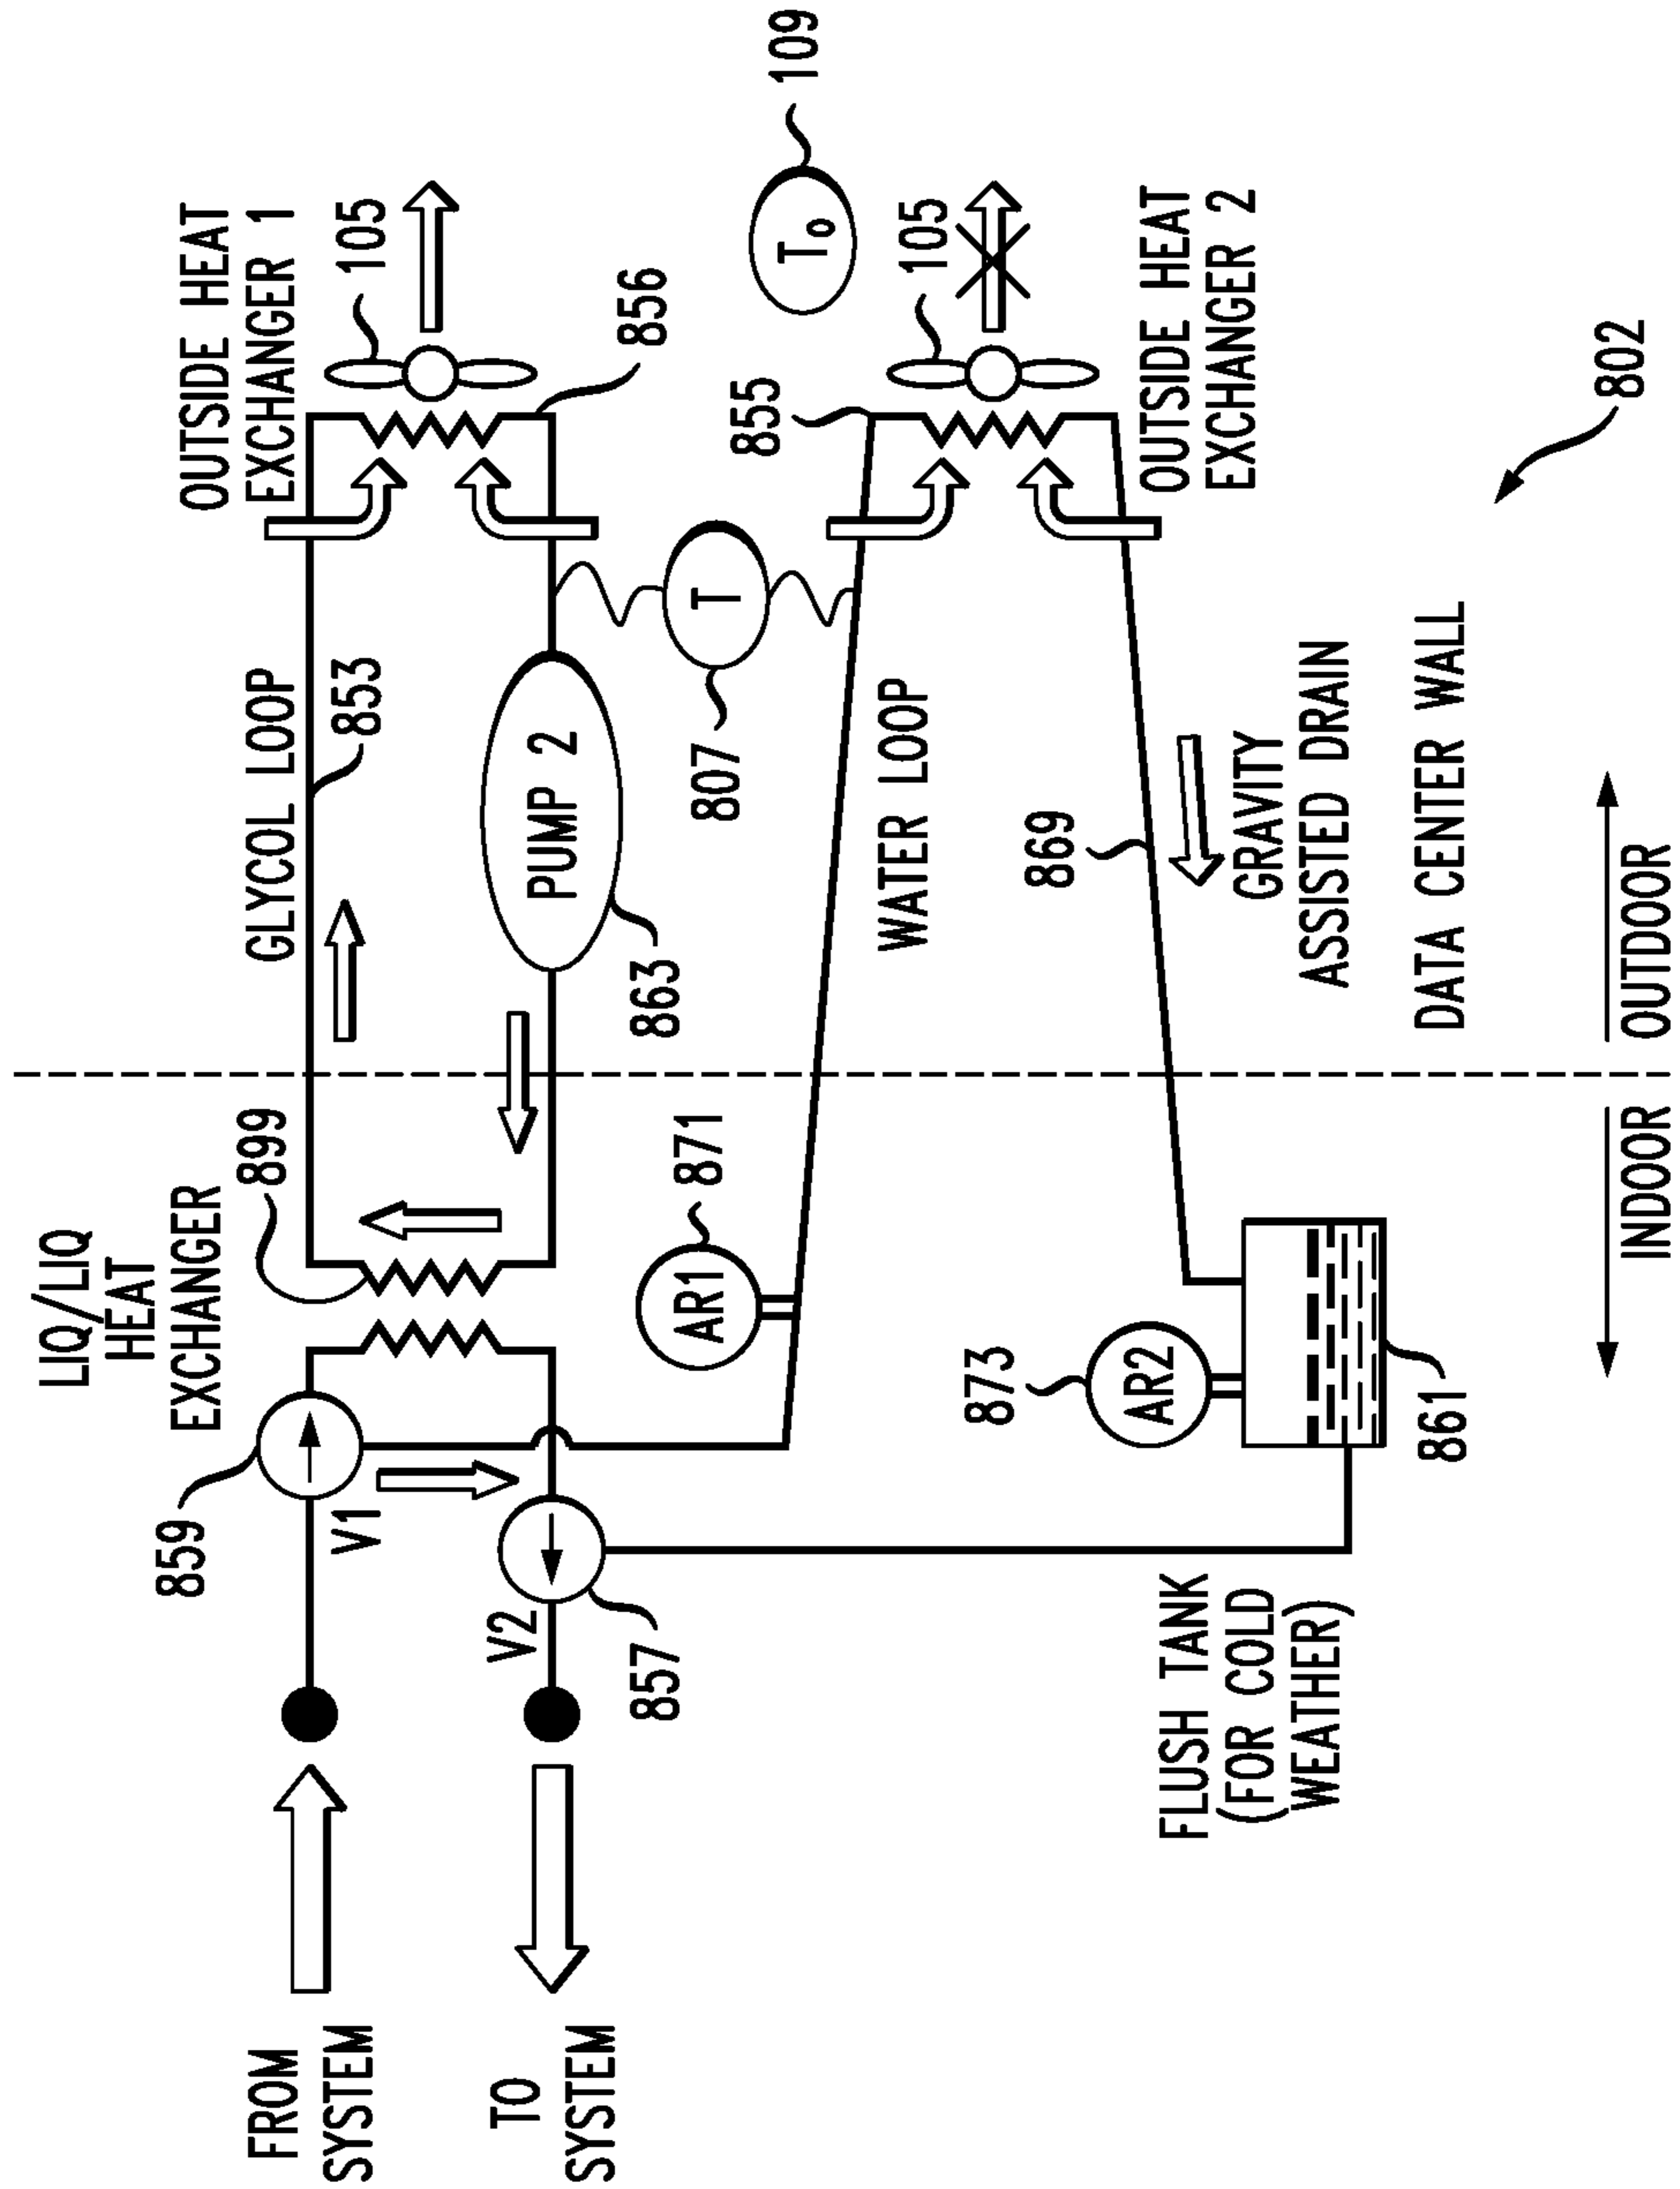 FROM
SYSTEM
TO
SYSTEM
859
V1
V2
857
LIQ/LIQ
HEAT
EXCHANGER
899
GLYCOL LOOP
853
PUMP 2
863
OUTSIDE HEAT
EXCHANGER 1
105
856
T
807
T0
109
AR1
871
WATER LOOP
855
105
OUTSIDE HEAT
EXCHANGER 2
869
GRAVITY
ASSISTED DRAIN
AR2
873
861
FLUSH TANK
(FOR COLD
WEATHER)
DATA CENTER WALL
INDOOR
OUTDOOR
802